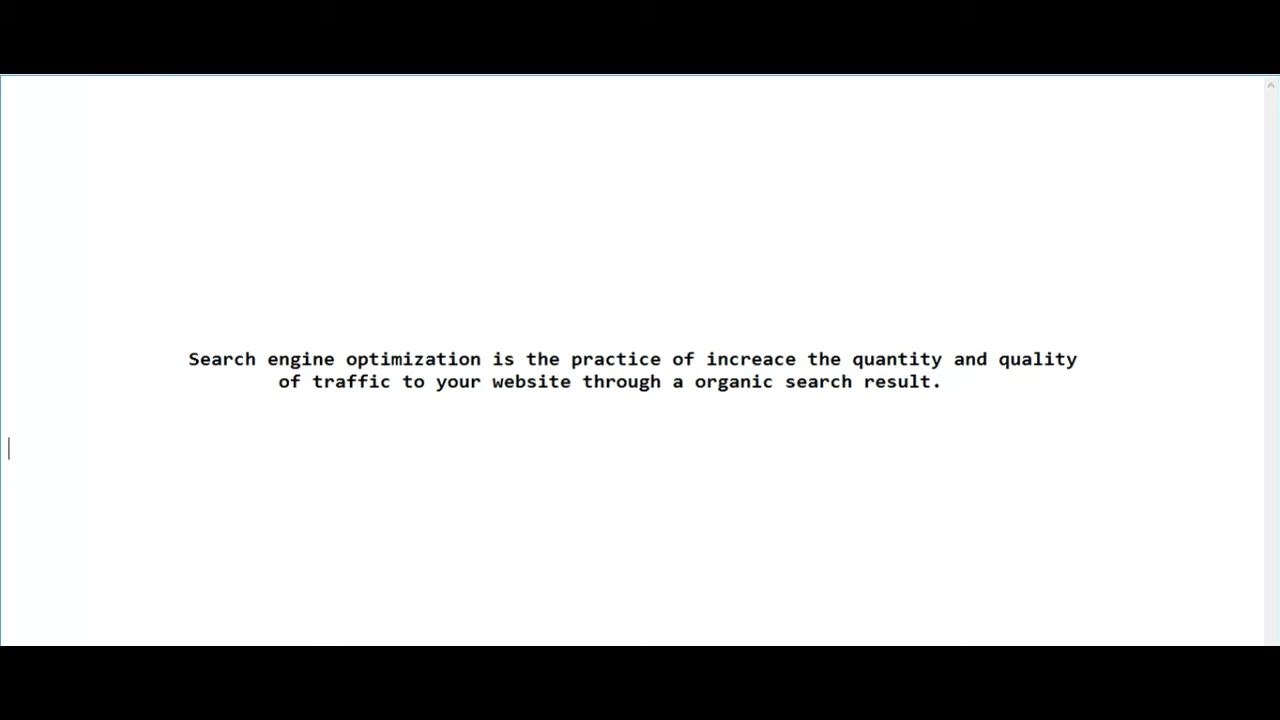 Search engine optimization is the practice of increace the quantity and quality
of traffic to your website through a organic search result.